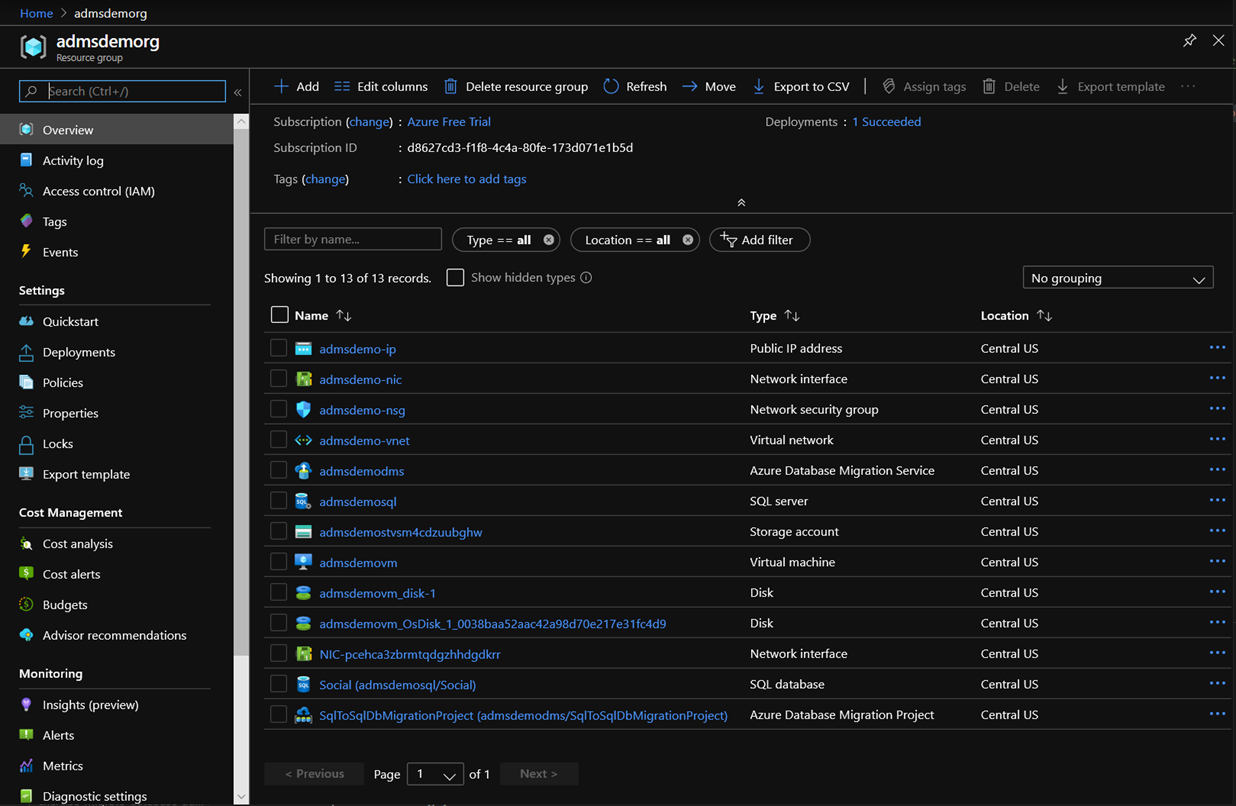 Home > admsdemorg
admsdemorg
Resource group
Search (Ctrl+/)
«
Add
Edit columns
Delete resource group
Refresh
Move
Export to CSV
Assign tags
Delete
Export template
...
Overview
Activity log
Access control (IAM)
Tags
Events
Settings
Quickstart
Deployments
Policies
Properties
Locks
Export template
Cost Management
Cost analysis
Cost alerts
Budgets
Advisor recommendations
Monitoring
Insights (preview)
Alerts
Metrics
Diagnostic settings
Subscription (change) : Azure Free Trial
Deployments : 1 Succeeded
Subscription ID : d8627cd3-f1f8-4c4a-80fe-173d071e1b5d
Tags (change) : Click here to add tags
Filter by name...
Type == all
Location == all
Add filter
Showing 1 to 13 of 13 records.
Show hidden types
No grouping
Name ↑↓ Type ↑↓ Location ↑↓
admsdemo-ip Public IP address Central US ...
admsdemo-nic Network interface Central US ...
admsdemo-nsg Network security group Central US ...
admsdemo-vnet Virtual network Central US ...
admsdemodms Azure Database Migration Service Central US ...
admsdemosql SQL server Central US ...
admsdemostvsm4cdzuubghw Storage account Central US ...
admsdemovm Virtual machine Central US ...
admsdemovm_disk-1 Disk Central US ...
admsdemovm_OsDisk_1_0038baa52aac42a98d70e217e31fc4d9 Disk Central US ...
NIC-pcehca3zbrmtqdgzhhdgdkrr Network interface Central US ...
Social (admsdemosql/Social) SQL database Central US ...
SqlToSqlDbMigrationProject (admsdemodms/SqlToSqlDbMigrationProject) Azure Database Migration Project Central US ...
< Previous Page 1 of 1 Next >